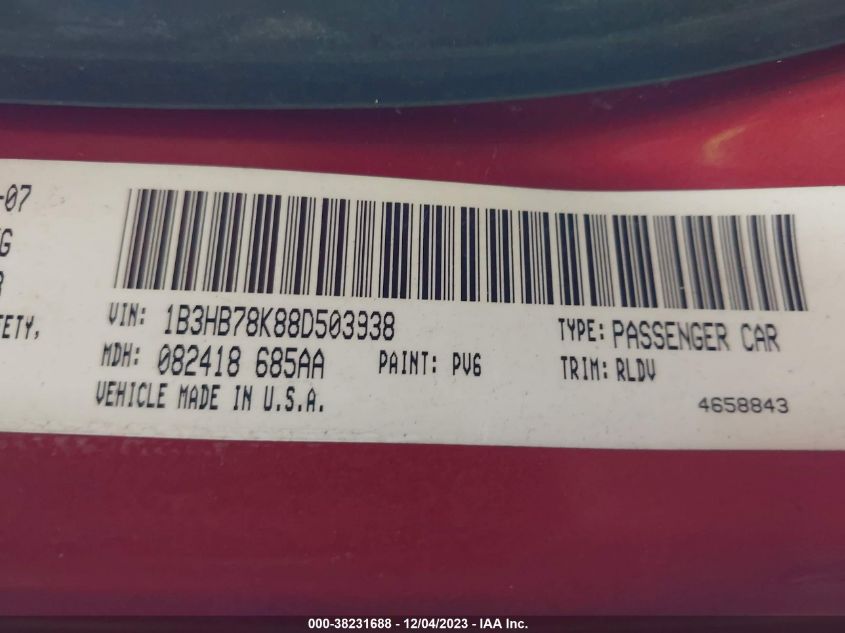 -07
G
TETY,
VIN: 1B3HB78K88D503938
TYPE: PASSENGER CAR
MDH: 082418 685AA
PAINT: PV6
TRIM: RLDV
VEHICLE MADE IN U.S.A.
4658843
000-38231688 - 12/04/2023 - IAA Inc.